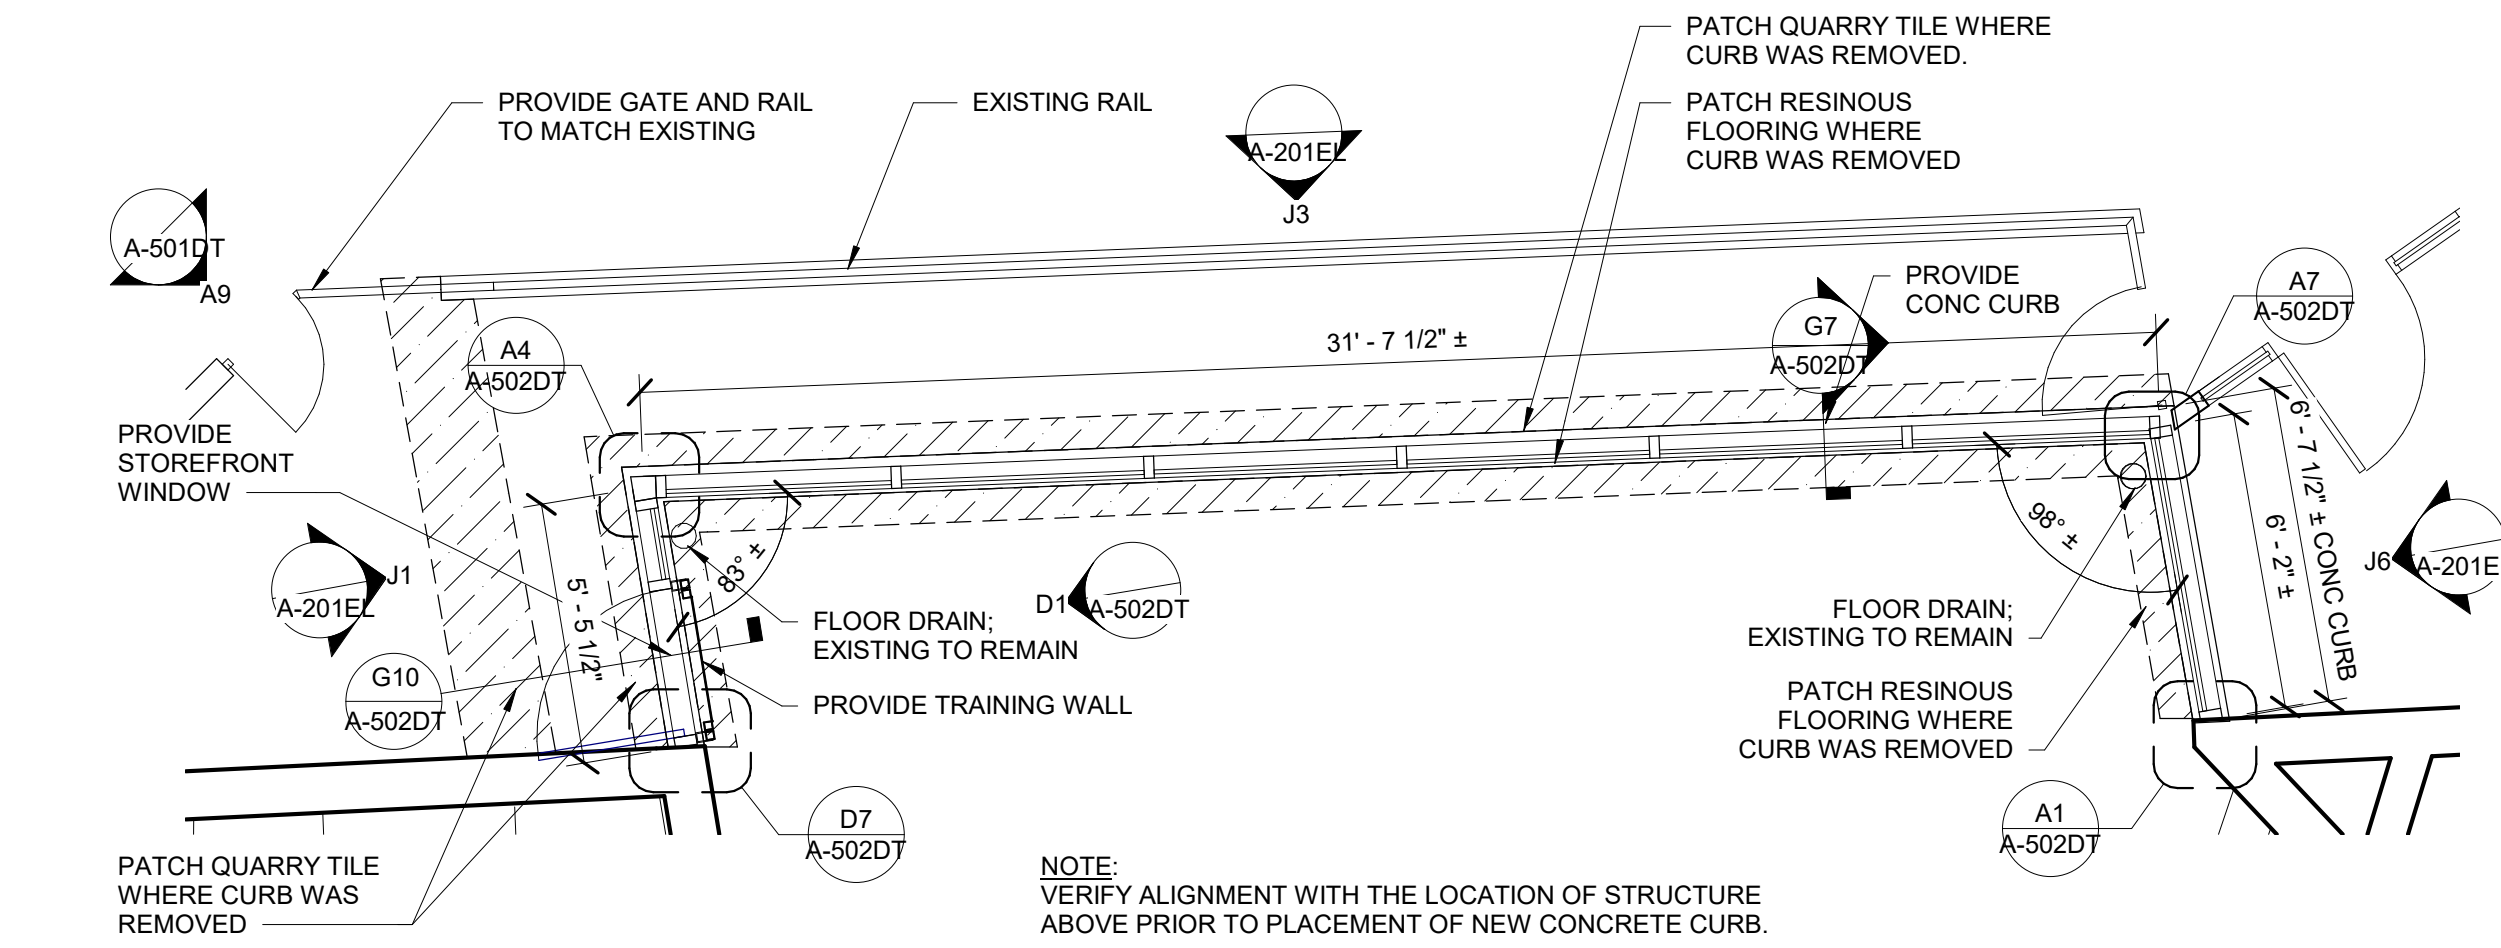 PATCH QUARRY TILE WHERE
CURB WAS REMOVED.
PROVIDE GATE AND RAIL
TO MATCH EXISTING
EXISTING RAIL
PATCH RESINOUS
FLOORING WHERE
CURB WAS REMOVED
A-201EL
J3
A-501DT
A9
PROVIDE
CONC CURB
A7
A-502DT
G7
A-502DT
31' - 7 1/2" ±
A4
A-502DT
PROVIDE
STOREFRONT
WINDOW
6' - 7 1/2" ± CONC CURB
6' - 2" ±
98° ±
83° ±
5' - 5 1/2"
J1
A-201EL
D1
A-502DT
J6
A-201E
FLOOR DRAIN;
EXISTING TO REMAIN
FLOOR DRAIN;
EXISTING TO REMAIN
G10
A-502DT
PROVIDE TRAINING WALL
PATCH RESINOUS
FLOORING WHERE
CURB WAS REMOVED
D7
A-502DT
A1
A-502DT
PATCH QUARRY TILE
WHERE CURB WAS
REMOVED
NOTE:
VERIFY ALIGNMENT WITH THE LOCATION OF STRUCTURE
ABOVE PRIOR TO PLACEMENT OF NEW CONCRETE CURB.